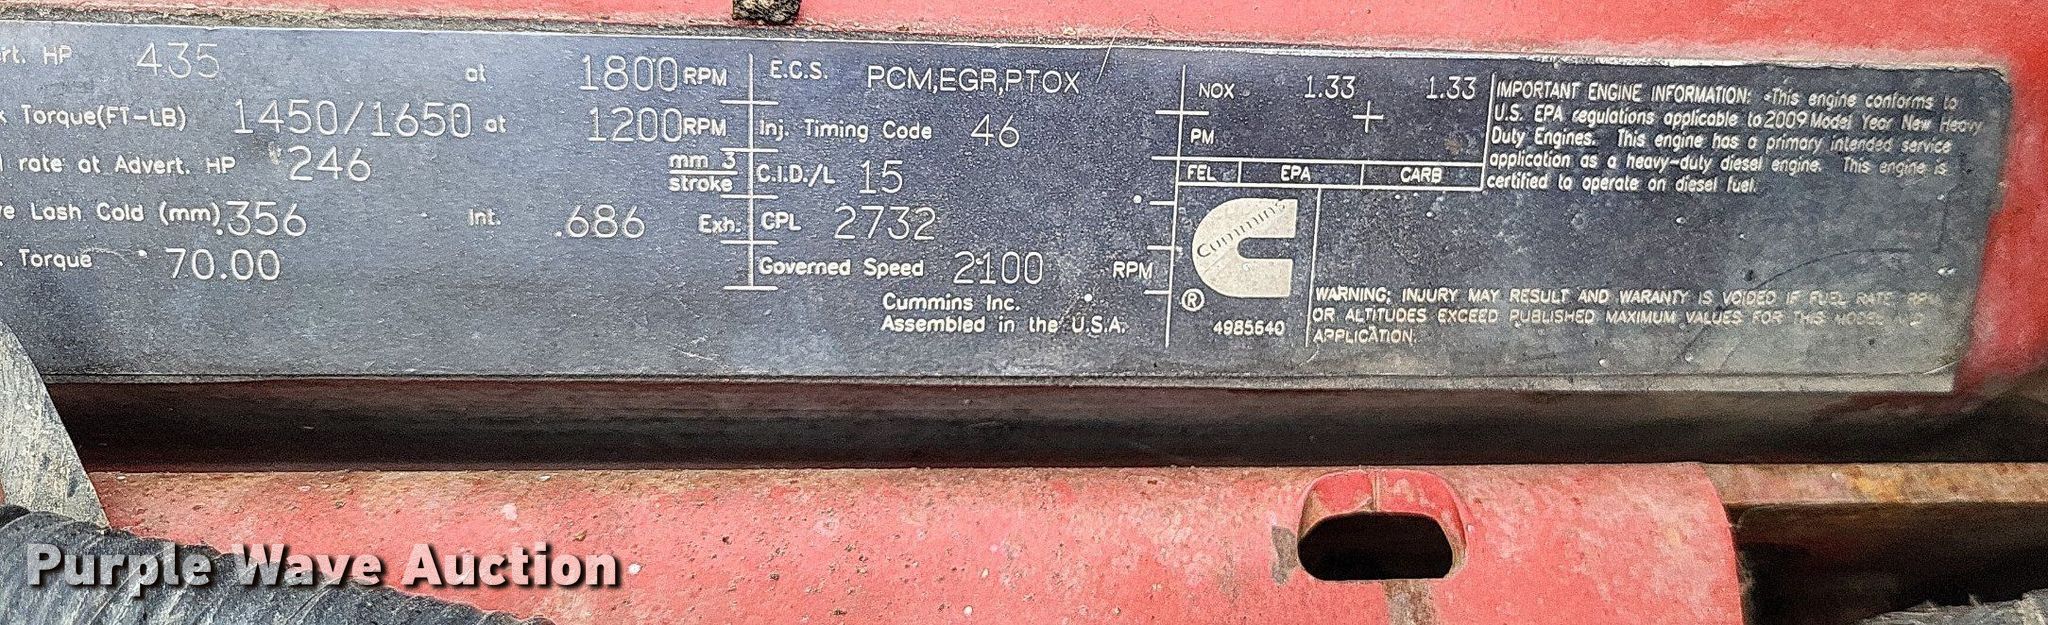 rt. HP 435 at 1800 RPM
Torque(FT-LB) 1450/1650 at 1200 RPM
rate at Advert. HP 246 mm 3 stroke
Lash Cold (mm) .356 Int. .686 Exh.
Torque 70.00
E.C.S. PCM,EGR,PTOX
Inj. Timing Code 46
C.I.D./L 15
CPL 2732
Governed Speed 2100 RPM
Cummins Inc.
Assembled in the U.S.A.
NOX 1.33 1.33
PM
FEL EPA CARB
Cummins
®
4985640
IMPORTANT ENGINE INFORMATION: This engine conforms to
U.S. EPA regulations applicable to 2009 Model Year New Heavy
Duty Engines. This engine has a primary intended service
application as a heavy-duty diesel engine. This engine is
certified to operate on diesel fuel.
WARNING; INJURY MAY RESULT AND WARANTY IS VOIDED IF FUEL RATE, RPM
OR ALTITUDES EXCEED PUBLISHED MAXIMUM VALUES FOR THIS MODEL AND
APPLICATION.
Purple Wave Auction